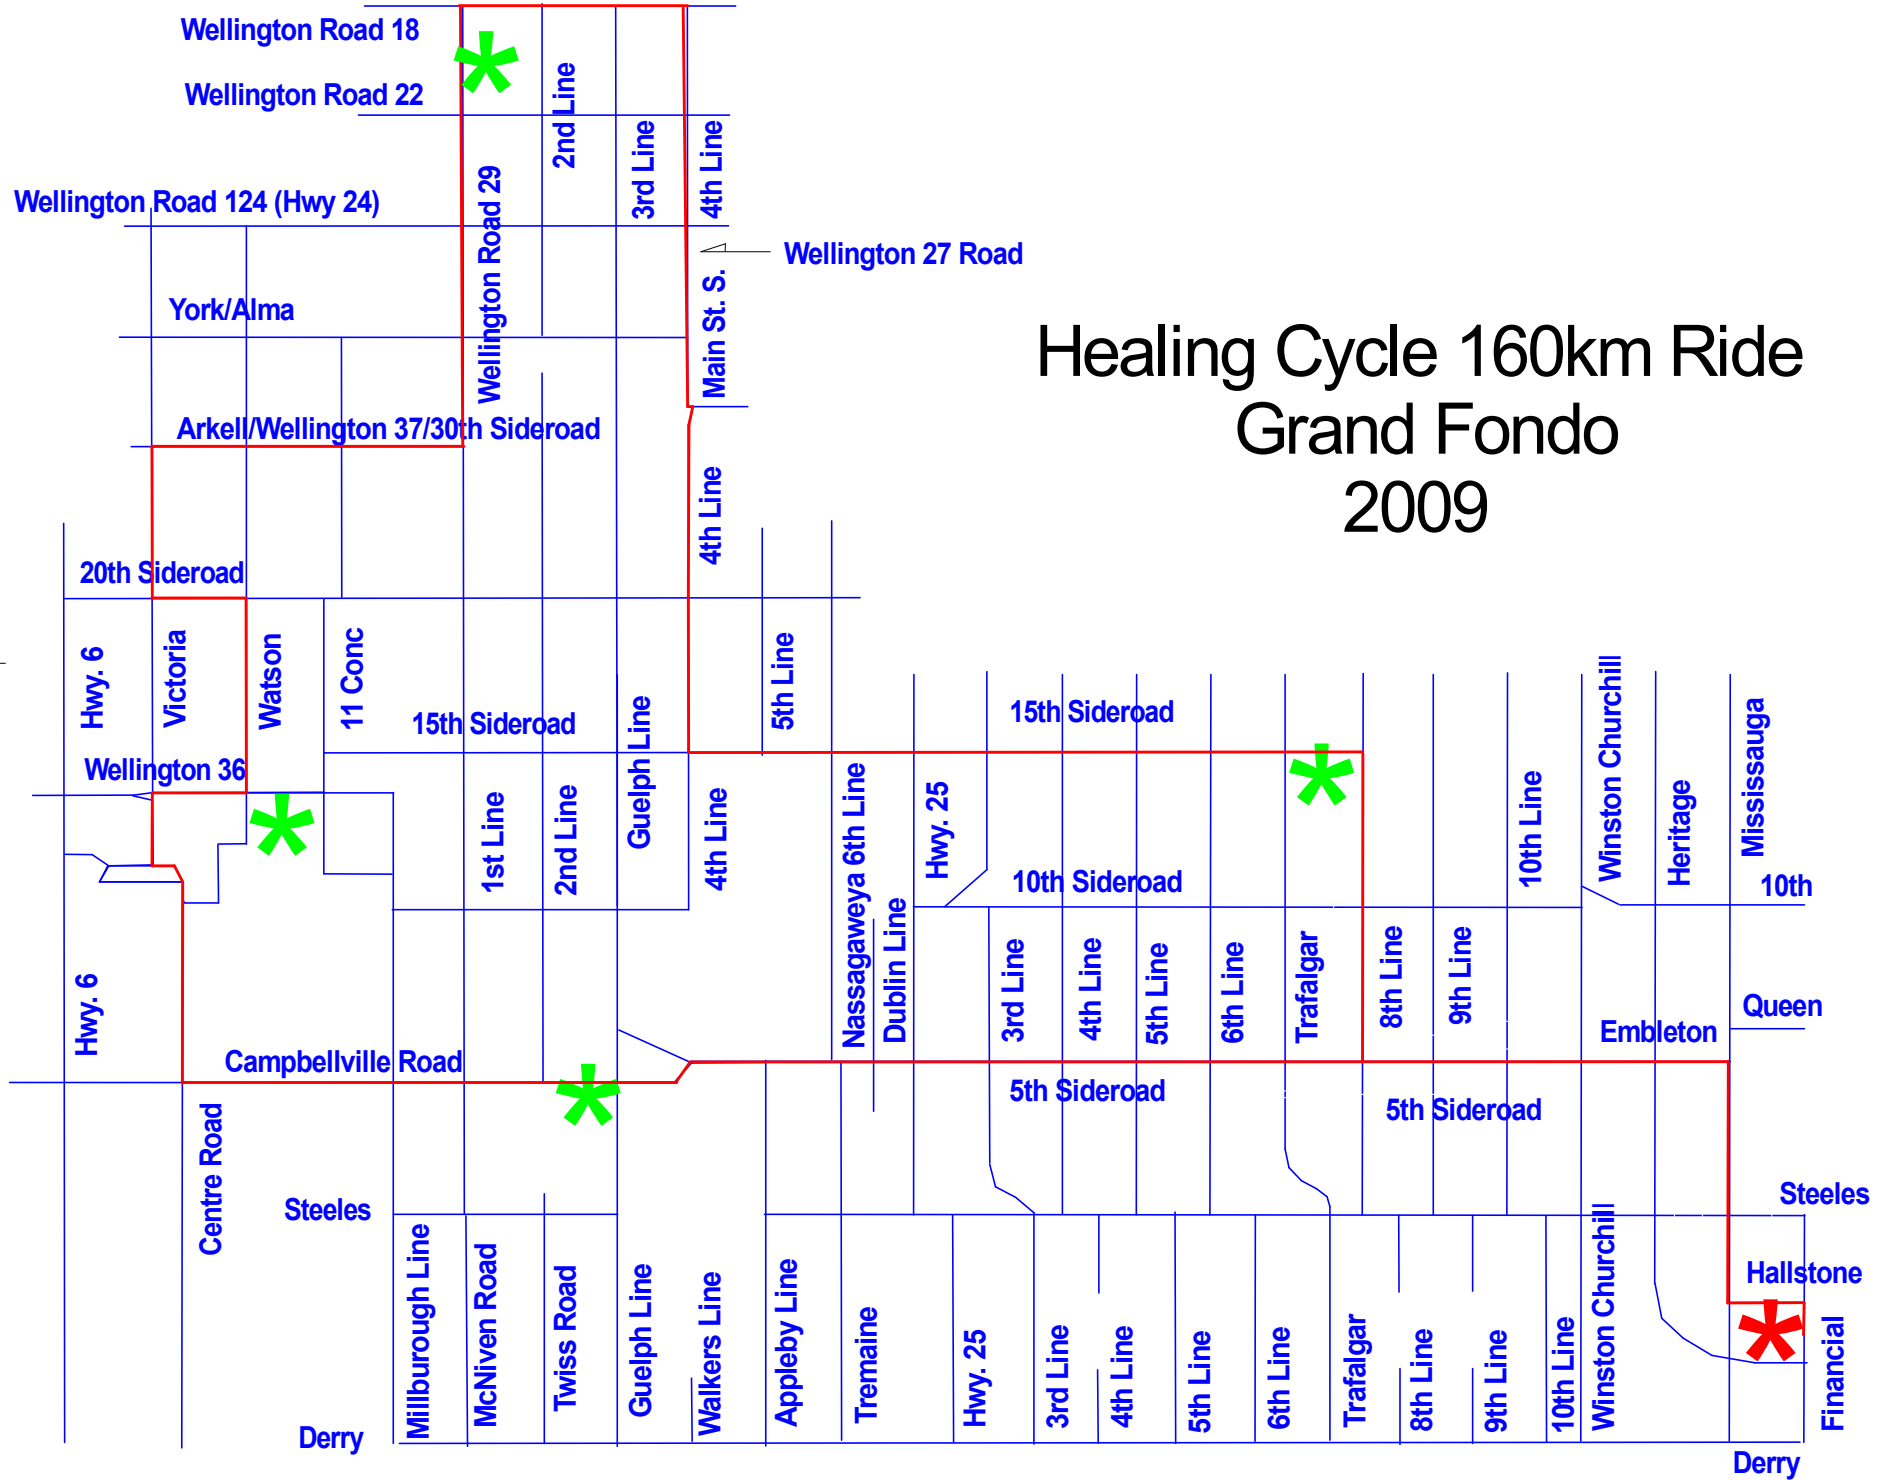 Wellington Road 18
Wellington Road 22
2nd Line
3rd Line
4th Line
Wellington Road 29
Wellington Road 124 (Hwy 24)
Wellington 27 Road
York/Alma
Main St. S.
Healing Cycle 160km Ride
Grand Fondo
2009
Arkell/Wellington 37/30th Sideroad
4th Line
20th Sideroad
Hwy. 6
Victoria
Watson
11 Conc
15th Sideroad
Guelph Line
5th Line
15th Sideroad
Winston Churchill
Heritage
Mississauga
Wellington 36
1st Line
2nd Line
4th Line
Nassagaweya 6th Line
Dublin Line
Hwy. 25
10th Line
10th Sideroad
10th
Hwy. 6
3rd Line
4th Line
5th Line
6th Line
Trafalgar
8th Line
9th Line
Queen
Embleton
Campbellville Road
5th Sideroad
5th Sideroad
Centre Road
Steeles
Steeles
Hallstone
Millburough Line
McNiven Road
Twiss Road
Guelph Line
Walkers Line
Appleby Line
Tremaine
Hwy. 25
3rd Line
4th Line
5th Line
6th Line
Trafalgar
8th Line
9th Line
10th Line
Winston Churchill
Financial
Derry
Derry